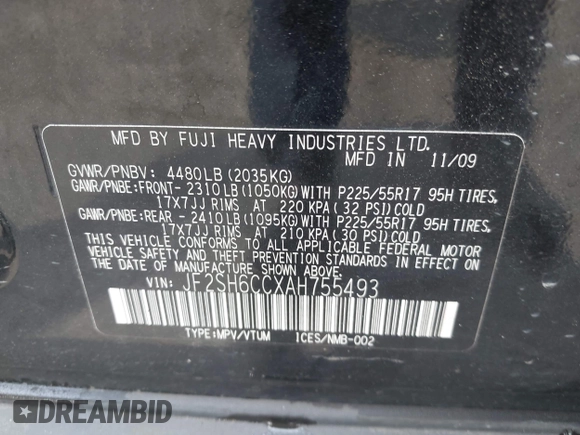 MFD BY FUJI HEAVY INDUSTRIES LTD.
GVWR/PNBV: 4480LB (2035KG) MFD IN 11/09
GAWR/PNBE:FRONT- 2310LB (1050KG) WITH P225/55R17 95H TIRES,
17X7JJ RIMS AT 220 KPA (32 PSI) COLD
GAWR/PNBE:REAR - 2410LB (1095KG) WITH P225/55R17 95H TIRES,
17X7JJ RIMS AT 210 KPA (30 PSI) COLD
THIS VEHICLE CONFORMS TO ALL APPLICABLE FEDERAL MOTOR
VEHICLE SAFETY AND THEFT PREVENTION STANDARDS IN EFFECT
ON THE DATE OF MANUFACTURE SHOWN ABOVE.
VIN: JF2SH6CCXAH755493
TYPE:MPV/VTUM ICES/NMB-002
DREAMBID